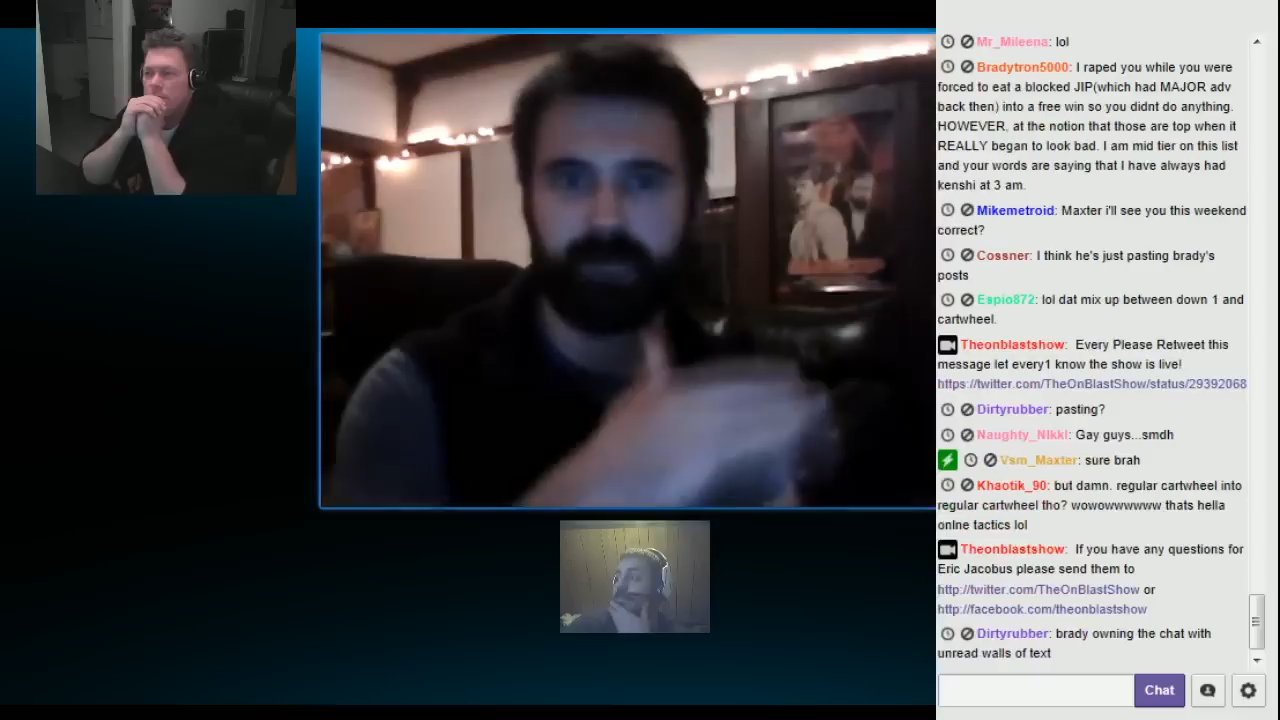 Mr_Mileena: lol
Bradytron5000: I raped you while you were
forced to eat a blocked JIP(which had MAJOR adv
back then) into a free win so you didnt do anything.
HOWEVER, at the notion that those are top when it
REALLY began to look bad. I am mid tier on this list
and your words are saying that I have always had
kenshi at 3 am.
Mikemetroid: Maxter i'll see you this weekend
correct?
Cossner: I think he's just pasting brady's
posts
Espio872: lol dat mix up between down 1 and
cartwheel.
Theonblastshow: Every Please Retweet this
message let every1 know the show is live!
https://twitter.com/TheOnBlastShow/status/29392068
Dirtyrubber: pasting?
Naughty_NIkkI: Gay guys...smdh
Vsm_Maxter: sure brah
Khaotik_90: but damn. regular cartwheel into
regular cartwheel tho? wowowwwwww thats hella
onlne tactics lol
Theonblastshow: If you have any questions for
Eric Jacobus please send them to
http://twitter.com/TheOnBlastShow or
http://facebook.com/theonblastshow
Dirtyrubber: brady owning the chat with
unread walls of text
Chat